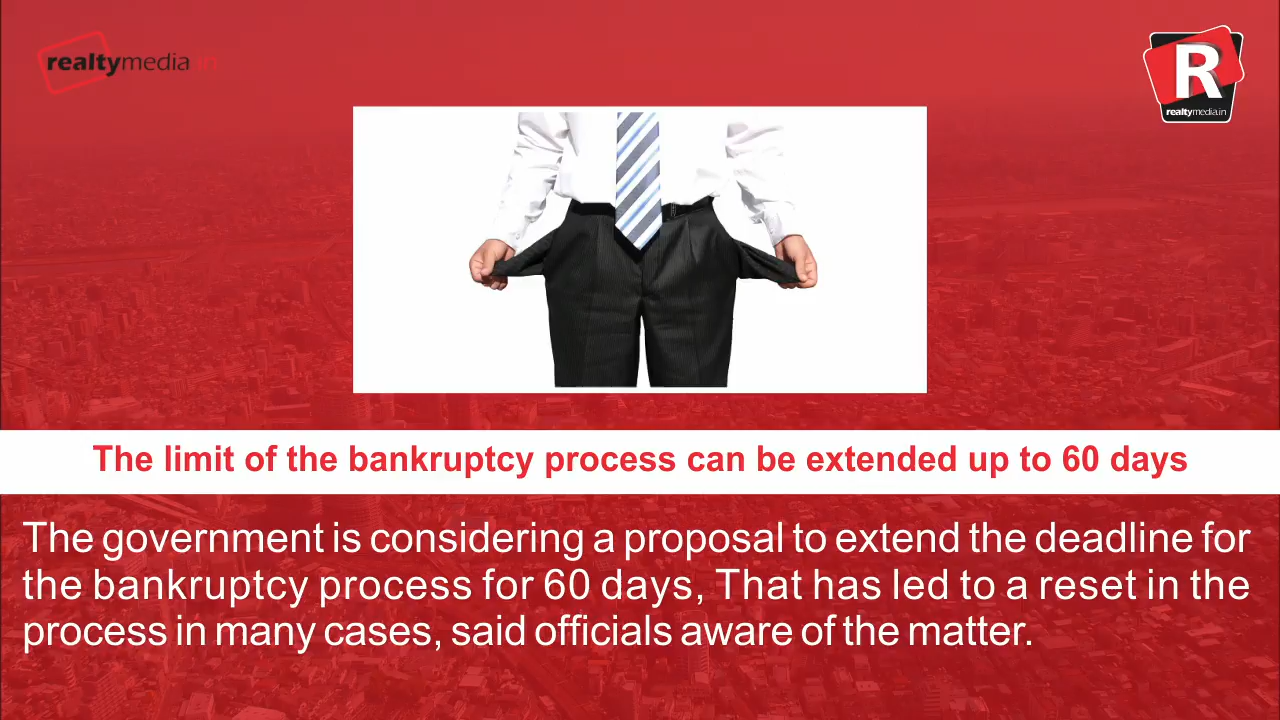 realtymedia.in
R
realtymedia.in
The limit of the bankruptcy process can be extended up to 60 days
The government is considering a proposal to extend the deadline for
the bankruptcy process for 60 days, That has led to a reset in the
process in many cases, said officials aware of the matter.